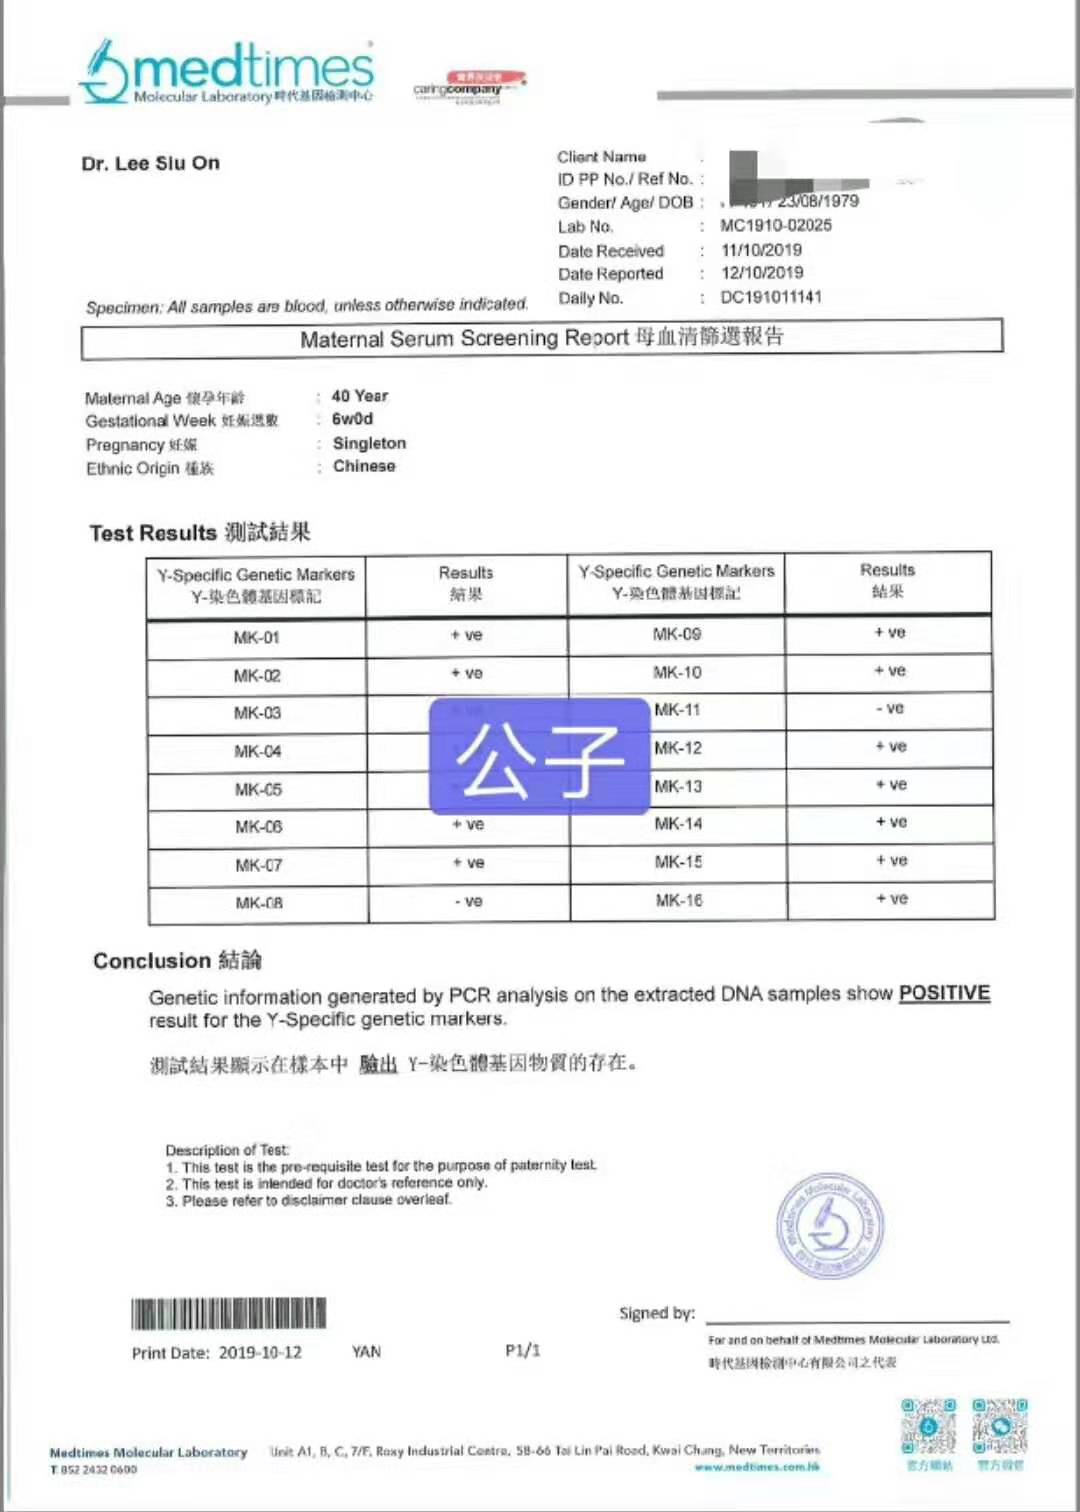 medtimes
Molecular Laboratory 時代基因檢測中心
caringcompany
Dr. Lee Siu On
Client Name :
ID PP No./ Ref No. :
Gender/ Age/ DOB : 23/08/1979
Lab No. : MC1910-02025
Date Received : 11/10/2019
Date Reported : 12/10/2019
Daily No. : DC191011141
Specimen: All samples are blood, unless otherwise indicated.
Maternal Serum Screening Report 母血清篩選報告
Maternal Age 懷孕年齡 : 40 Year
Gestational Week 妊娠週數 : 6w0d
Pregnancy 妊娠 : Singleton
Ethnic Origin 種族 : Chinese
Test Results 測試結果
Y-Specific Genetic Markers Results Y-Specific Genetic Markers Results
Y-染色體基因標記 結果 Y-染色體基因標記 結果
MK-01 + ve MK-09 + ve
MK-02 + ve MK-10 + ve
MK-03 MK-11 - ve
MK-04 MK-12 + ve
MK-05 MK-13 + ve
公子
MK-06 + ve MK-14 + ve
MK-07 + ve MK-15 + ve
MK-08 - ve MK-16 + ve
Conclusion 結論
Genetic information generated by PCR analysis on the extracted DNA samples show POSITIVE
result for the Y-Specific genetic markers.
測試結果顯示在樣本中 驗出 Y-染色體基因物質的存在。
Description of Test:
1. This test is the pre-requisite test for the purpose of paternity test.
2. This test is intended for doctor's reference only.
3. Please refer to disclaimer clause overleaf.
Medtimes Molecular Laboratory
Signed by:
For and on behalf of Medtimes Molecular Laboratory Ltd.
時代基因檢測中心有限公司之代表
Print Date: 2019-10-12 YAN P1/1
Medtimes Molecular Laboratory Unit A1, B, C, 7/F, Roxy Industrial Centre, 58-66 Tai Lin Pai Road, Kwai Chung, New Territories
T 852 2432 0600 www.medtimes.com.hk
官方網站 官方微信